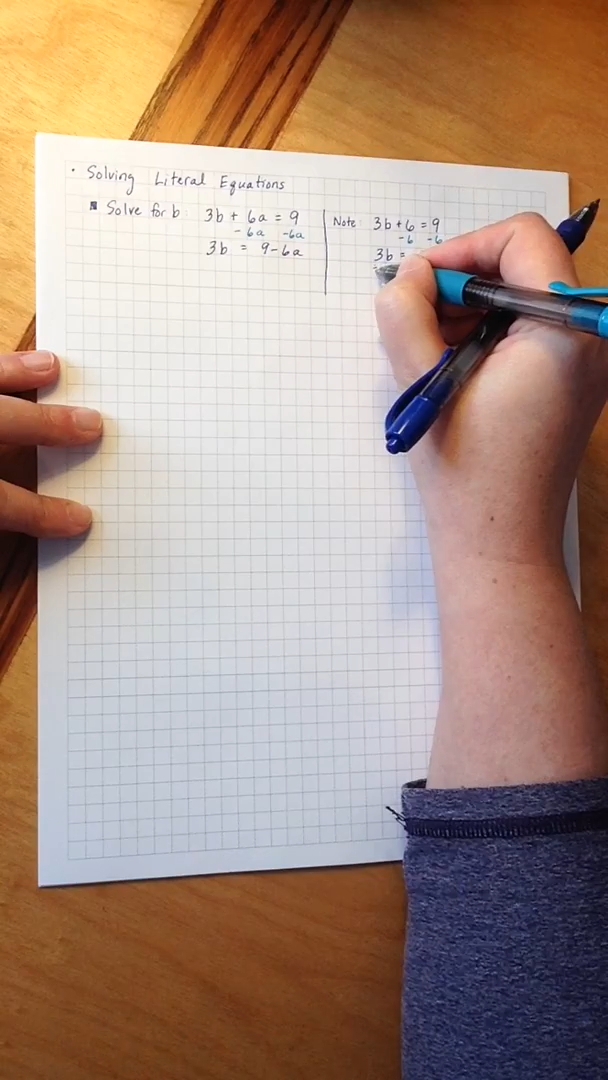 • Solving Literal Equations
▪ Solve for b: 3b + 6a = 9
-6a -6a
3b = 9-6a
Note: 3b + 6 = 9
-6 -6
3b =